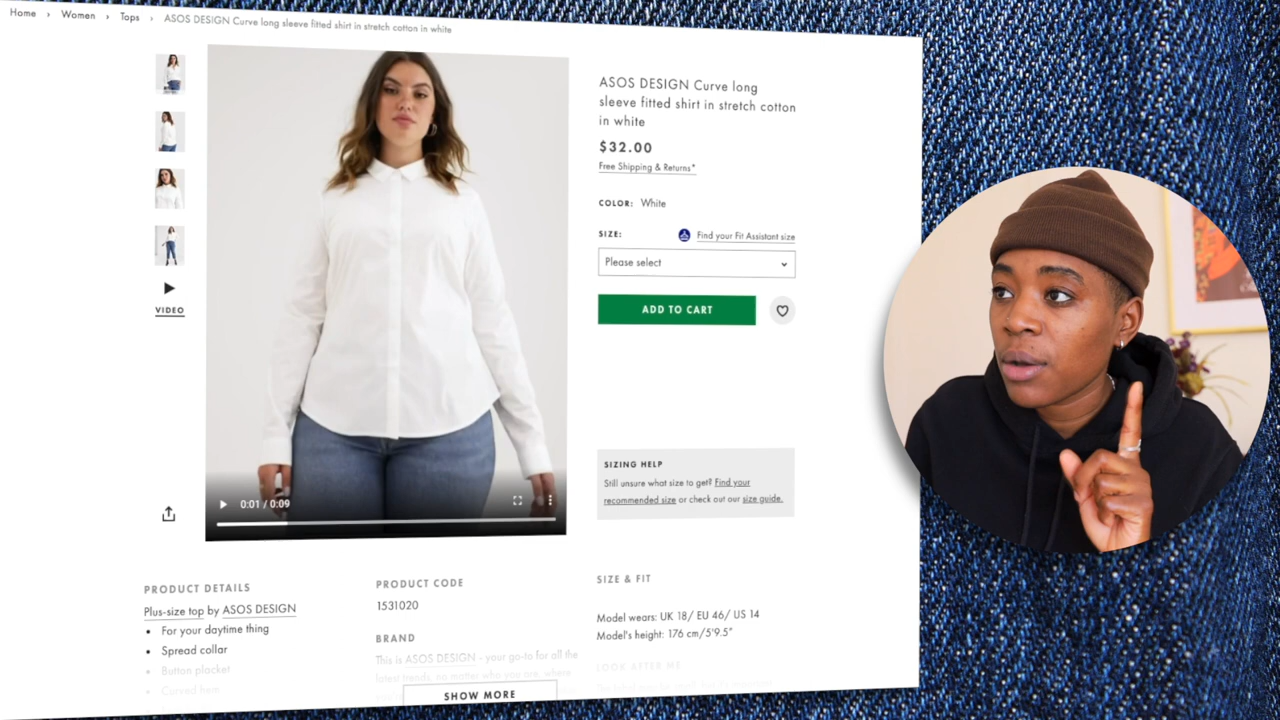 Home › Women › Tops › ASOS DESIGN Curve long sleeve fitted shirt in stretch cotton in white
ASOS DESIGN Curve long
sleeve fitted shirt in stretch cotton
in white
$32.00
Free Shipping & Returns*
COLOR: White
SIZE: Find your Fit Assistant size
Please select
ADD TO CART
VIDEO
0:01 / 0:09
SIZING HELP
Still unsure what size to get? Find your
recommended size or check out our size guide.
PRODUCT DETAILS
Plus-size top by ASOS DESIGN
• For your daytime thing
• Spread collar
• Button placket
• Curved hem
PRODUCT CODE
1531020
BRAND
This is ASOS DESIGN - your go-to for all the
latest trends, no matter who you are, where
SHOW MORE
SIZE & FIT
Model wears: UK 18/ EU 46/ US 14
Model's height: 176 cm/5'9.5"
LOOK AFTER ME